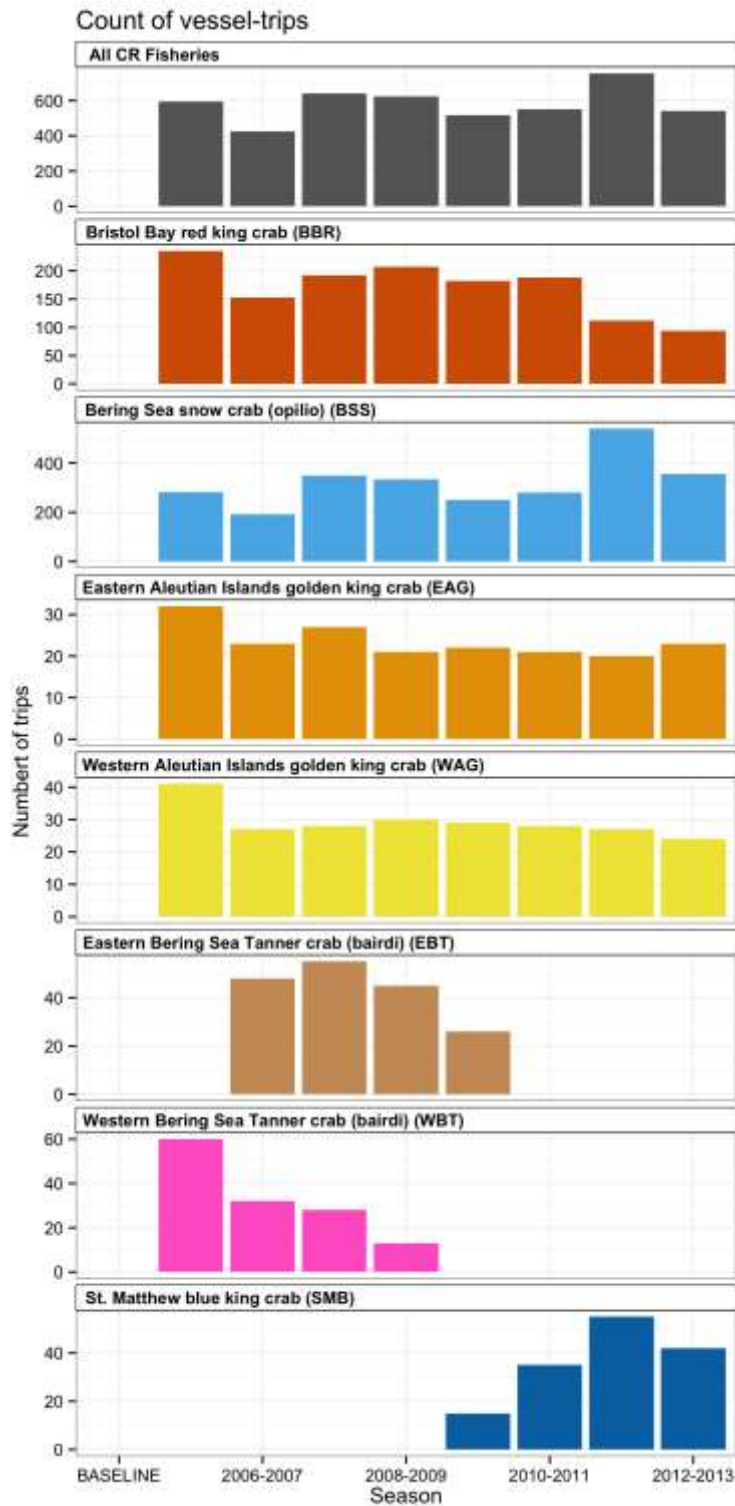 Count of vessel-trips
All CR Fisheries
600
400
200
0
Bristol Bay red king crab (BBR)
200
150
100
50
0
Bering Sea snow crab (opilio) (BSS)
400
200
0
Eastern Aleutian Islands golden king crab (EAG)
30
20
10
0
Western Aleutian Islands golden king crab (WAG)
40
30
20
10
0
Eastern Bering Sea Tanner crab (bairdi) (EBT)
40
20
0
Western Bering Sea Tanner crab (bairdi) (WBT)
60
40
20
0
St. Matthew blue king crab (SMB)
40
20
0
Numbert of trips
BASELINE 2006-2007 2008-2009 2010-2011 2012-2013
Season